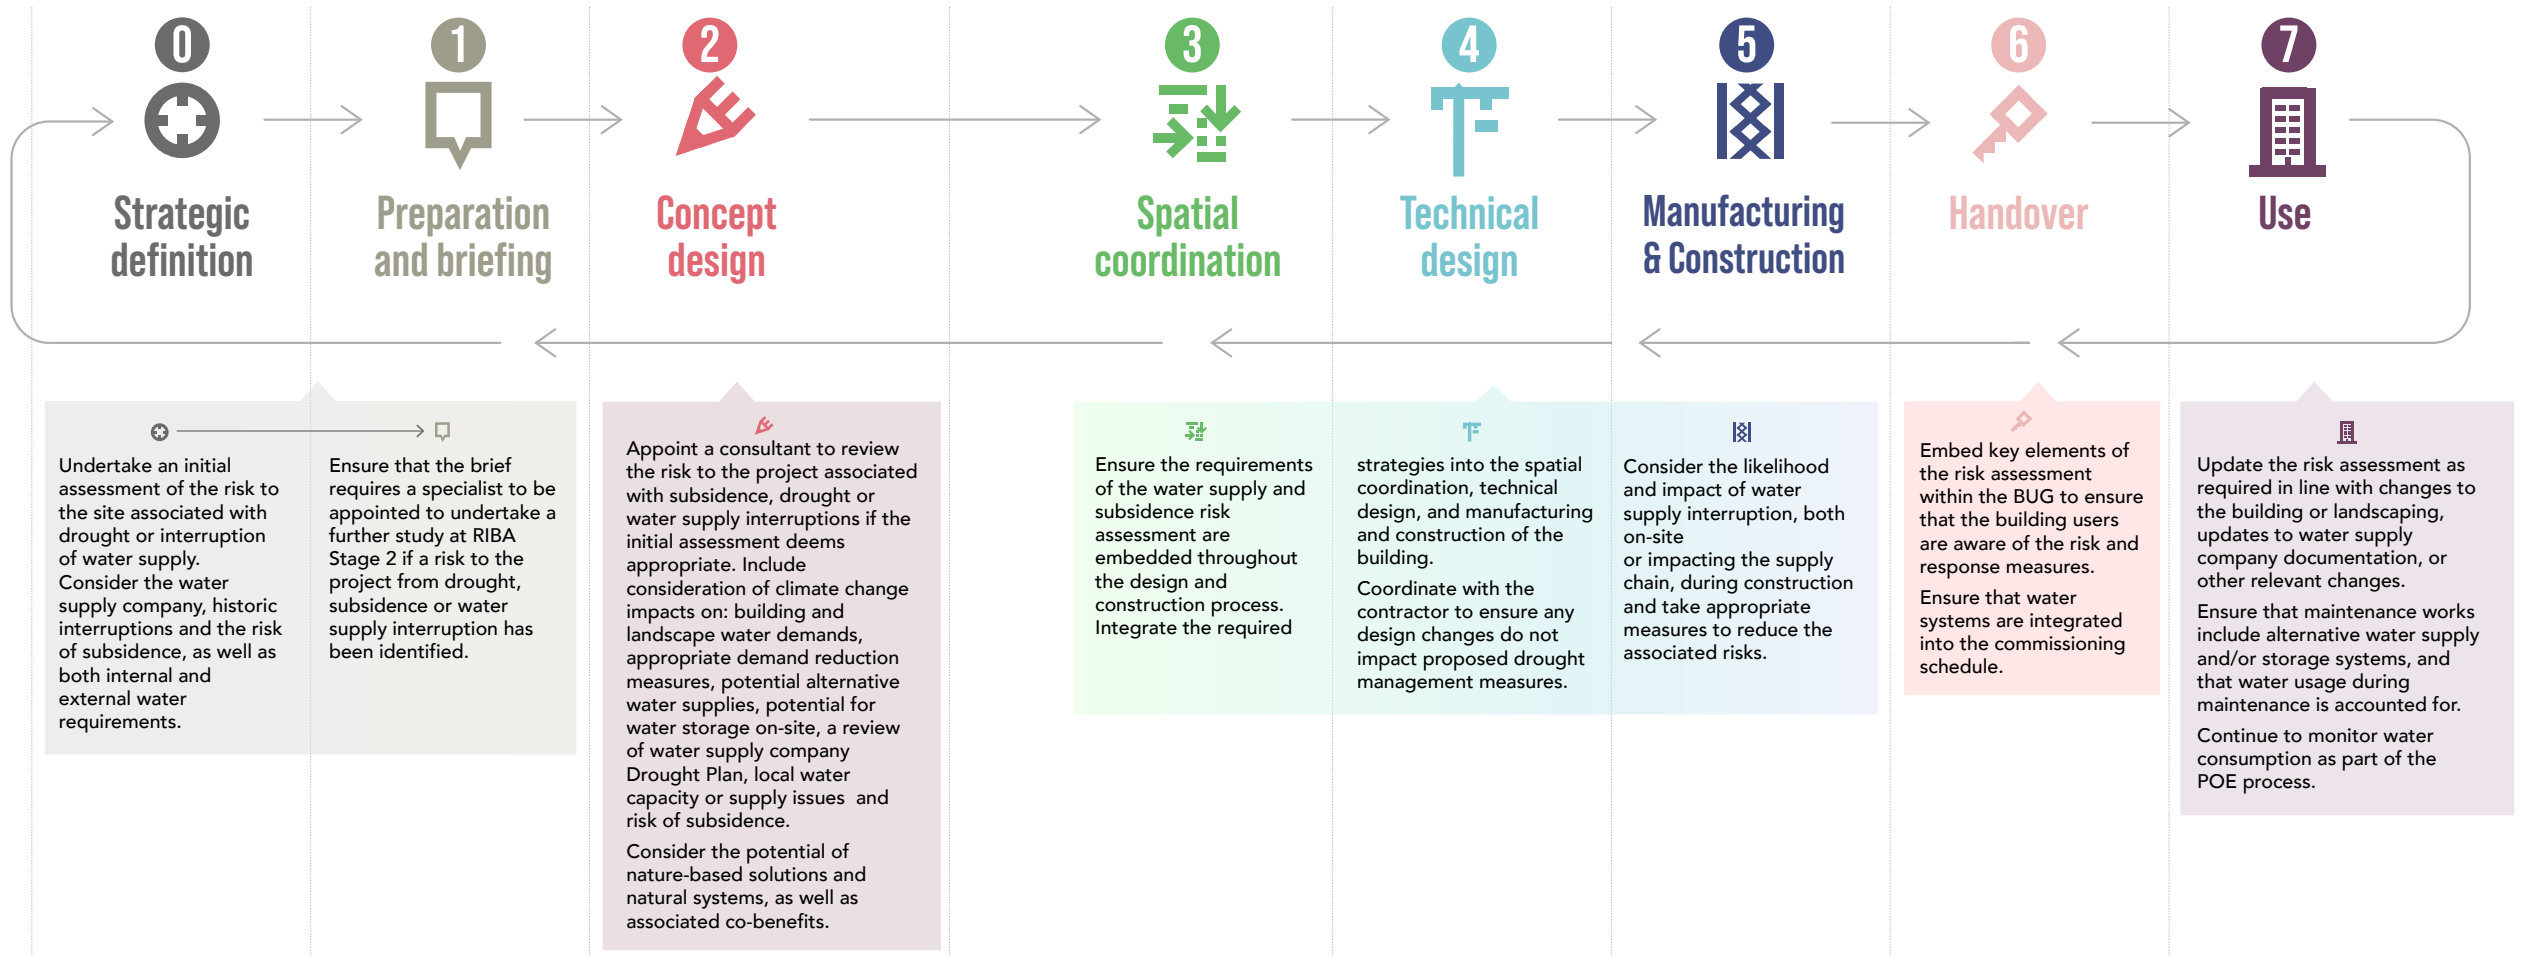 0
1
2
3
4
5
6
7
Strategic
definition
Preparation
and briefing
Concept
design
Spatial
coordination
Technical
design
Manufacturing
& Construction
Handover
Use
Undertake an initial
assessment of the risk to
the site associated with
drought or interruption
of water supply.
Consider the water
supply company, historic
interruptions and the risk
of subsidence, as well as
both internal and
external water
requirements.
Ensure that the brief
requires a specialist to be
appointed to undertake a
further study at RIBA
Stage 2 if a risk to the
project from drought,
subsidence or water
supply interruption has
been identified.
Appoint a consultant to review
the risk to the project associated
with subsidence, drought or
water supply interruptions if the
initial assessment deems
appropriate. Include
consideration of climate change
impacts on: building and
landscape water demands,
appropriate demand reduction
measures, potential alternative
water supplies, potential for
water storage on-site, a review
of water supply company
Drought Plan, local water
capacity or supply issues  and
risk of subsidence.
Consider the potential of
nature-based solutions and
natural systems, as well as
associated co-benefits.
Ensure the requirements
of the water supply and
subsidence risk
assessment are
embedded throughout
the design and
construction process.
Integrate the required
strategies into the spatial
coordination, technical
design, and manufacturing
and construction of the
building.
Coordinate with the
contractor to ensure any
design changes do not
impact proposed drought
management measures.
Consider the likelihood
and impact of water
supply interruption, both
on-site
or impacting the supply
chain, during construction
and take appropriate
measures to reduce the
associated risks.
Embed key elements of
the risk assessment
within the BUG to ensure
that the building users
are aware of the risk and
response measures.
Ensure that water
systems are integrated
into the commissioning
schedule.
Update the risk assessment as
required in line with changes to
the building or landscaping,
updates to water supply
company documentation, or
other relevant changes.
Ensure that maintenance works
include alternative water supply
and/or storage systems, and
that water usage during
maintenance is accounted for.
Continue to monitor water
consumption as part of the
POE process.